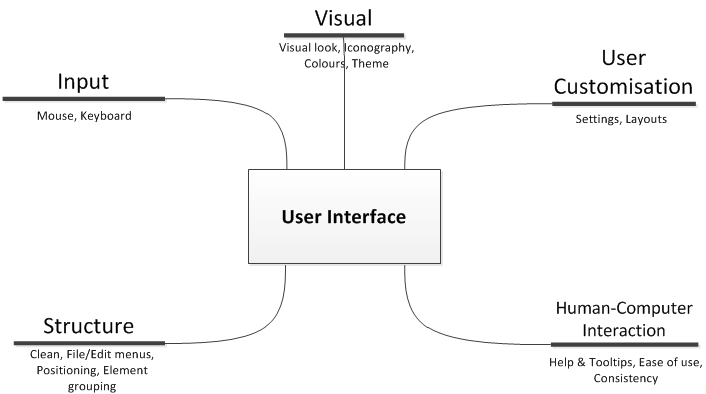 Visual
Visual look, Iconography,
Colours, Theme
Input
Mouse, Keyboard
User
Customisation
Settings, Layouts
User Interface
Structure
Clean, File/Edit menus,
Positioning, Element
grouping
Human-Computer
Interaction
Help & Tooltips, Ease of use,
Consistency